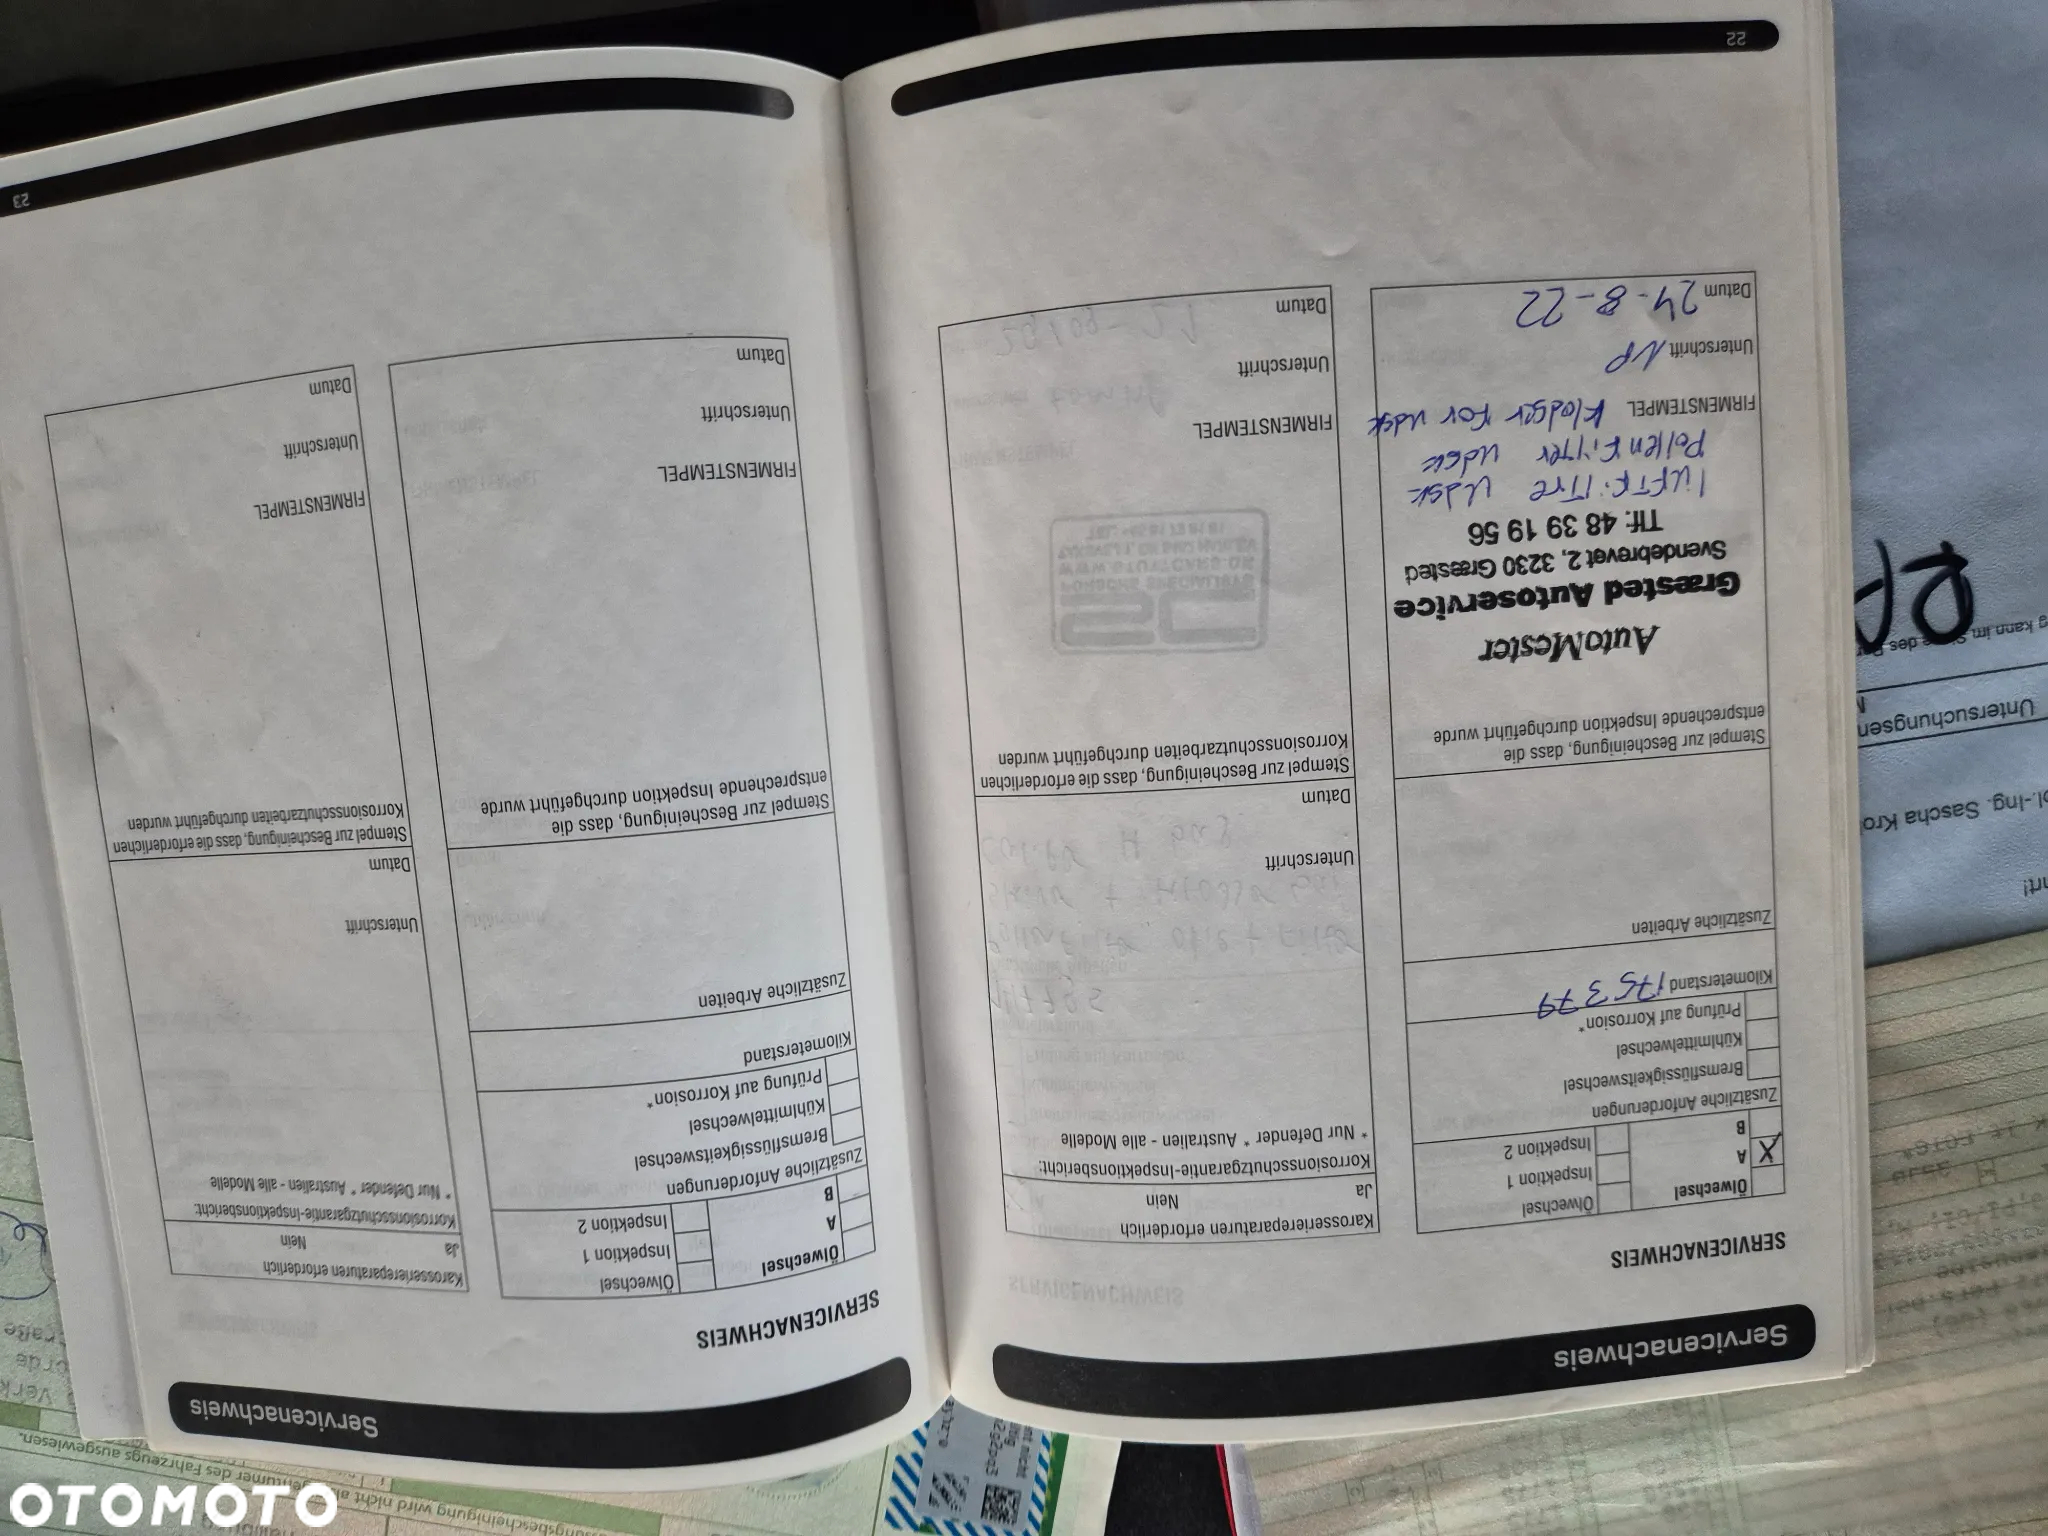 Servicenachweis
SERVICENACHWEIS
Ölwechsel
A
B
Ölwechsel
Inspektion 1
Inspektion 2
Zusätzliche Anforderungen
Bremsflüssigkeitswechsel
Kühlmittelwechsel
Prüfung auf Korrosion*
Kilometerstand 175379
Zusätzliche Arbeiten
Stempel zur Bescheinigung, dass die
entsprechende Inspektion durchgeführt wurde
AutoMester
Græsted Autoservice
Svendebrevet 2, 3230 Græsted
Tlf: 48 39 19 56
Udsk
Pollenfilter Udsk
FIRMENSTEMPEL
Unterschrift NP
Datum 24-8-22
Karosseriereparaturen erforderlich
Ja Nein
Korrosionsschutzgarantie-Inspektionsbericht:
* Nur Defender * Australien - alle Modelle
Unterschrift
Datum
Stempel zur Bescheinigung, dass die erforderlichen
Korrosionsschutzarbeiten durchgeführt wurden
FIRMENSTEMPEL
Unterschrift
Datum
22
Servicenachweis
SERVICENACHWEIS
Ölwechsel
A
B
Ölwechsel
Inspektion 1
Inspektion 2
Zusätzliche Anforderungen
Bremsflüssigkeitswechsel
Kühlmittelwechsel
Prüfung auf Korrosion*
Kilometerstand
Zusätzliche Arbeiten
Stempel zur Bescheinigung, dass die
entsprechende Inspektion durchgeführt wurde
FIRMENSTEMPEL
Unterschrift
Datum
Karosseriereparaturen erforderlich
Ja Nein
Korrosionsschutzgarantie-Inspektionsbericht:
* Nur Defender * Australien - alle Modelle
Unterschrift
Datum
Stempel zur Bescheinigung, dass die erforderlichen
Korrosionsschutzarbeiten durchgeführt wurden
FIRMENSTEMPEL
Unterschrift
Datum
23
Sascha
OTOMOTO